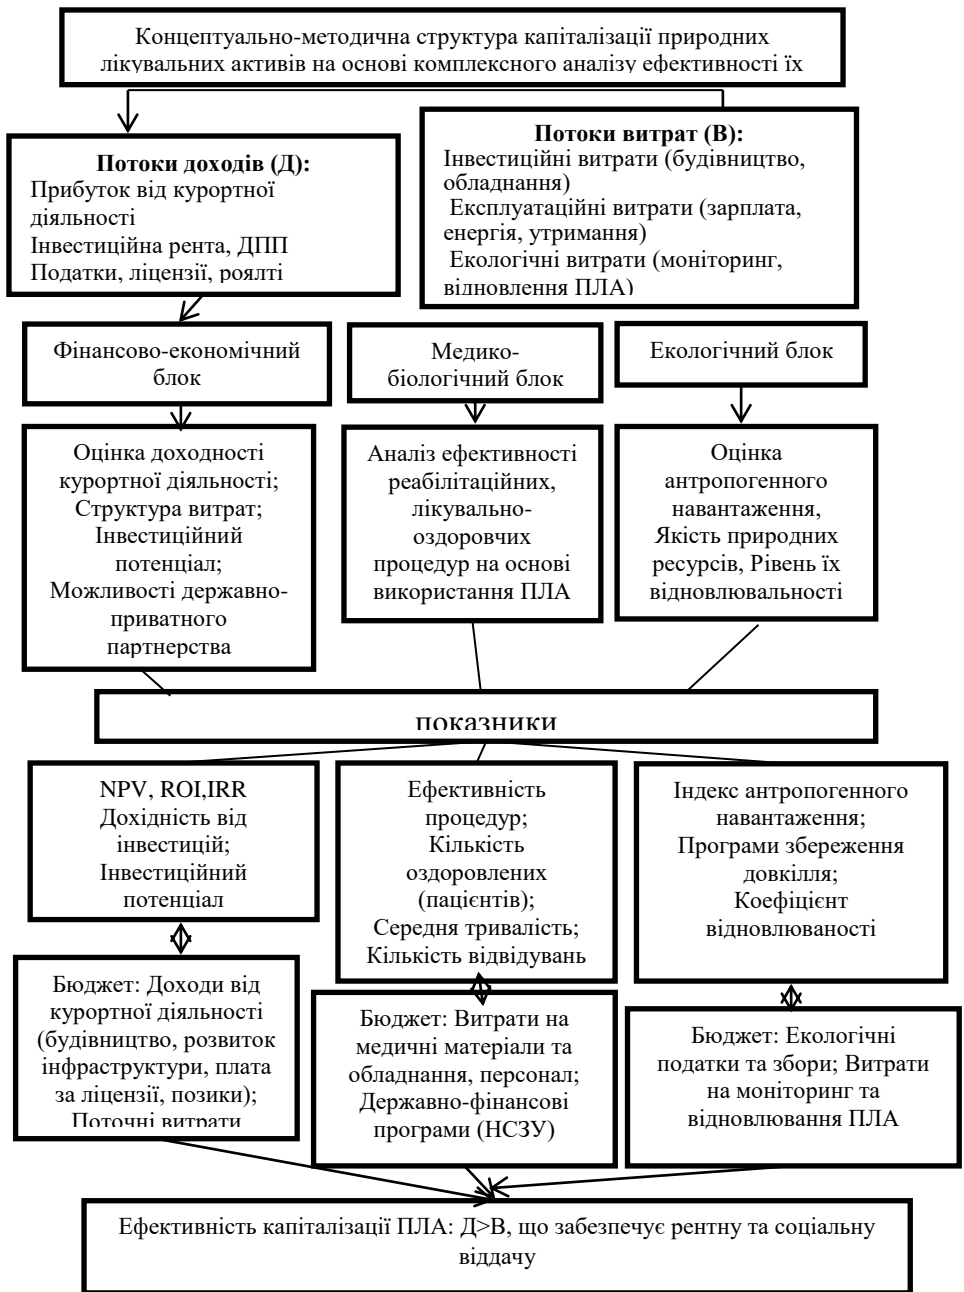 Концептуально-методична структура капіталізації природних
лікувальних активів на основі комплексного аналізу ефективності їх
Потоки доходів (Д):
Прибуток від курортної
діяльності
Інвестиційна рента, ДПП
Податки, ліцензії, роялті
Потоки витрат (В):
Інвестиційні витрати (будівництво,
обладнання)
Експлуатаційні витрати (зарплата,
енергія, утримання)
Екологічні витрати (моніторинг,
відновлення ПЛА)
Фінансово-економічний
блок
Медико-
біологічний блок
Екологічний блок
Оцінка доходності
курортної діяльності;
Структура витрат;
Інвестиційний
потенціал;
Можливості державно-
приватного
партнерства
Аналіз ефективності
реабілітаційних,
лікувально-
оздоровчих
процедур на основі
використання ПЛА
Оцінка
антропогенного
навантаження,
Якість природних
ресурсів, Рівень їх
відновлювальності
показники
NPV, ROI,IRR
Дохідність від
інвестицій;
Інвестиційний
потенціал
Ефективність
процедур;
Кількість
оздоровлених
(пацієнтів);
Середня тривалість;
Кількість відвідувань
Індекс антропогенного
навантаження;
Програми збереження
довкілля;
Коефіцієнт
відновлюваності
Бюджет: Доходи від
курортної діяльності
(будівництво, розвиток
інфраструктури, плата
за ліцензії, позики);
Поточні витрати
Бюджет: Витрати на
медичні матеріали та
обладнання, персонал;
Державно-фінансові
програми (НСЗУ)
Бюджет: Екологічні
податки та збори; Витрати
на моніторинг та
відновлювання ПЛА
Ефективність капіталізації ПЛА: Д>В, що забезпечує рентну та соціальну
віддачу